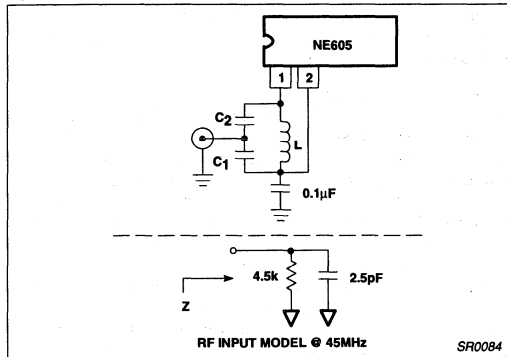 NE605
1 2
C2
L
C1
0.1µF
4.5k 2.5pF
Z
RF INPUT MODEL @ 45MHz
SR0084